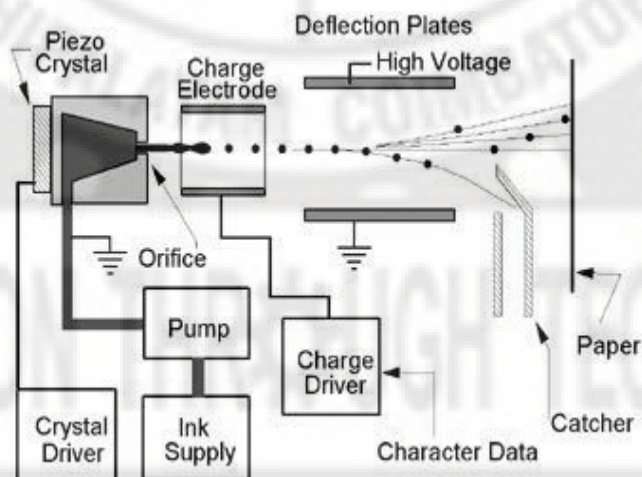 Deflection Plates
Piezo
Crystal
Charge
Electrode
High Voltage
Orifice
Pump
Charge
Driver
Paper
Catcher
Crystal
Driver
Ink
Supply
Character Data